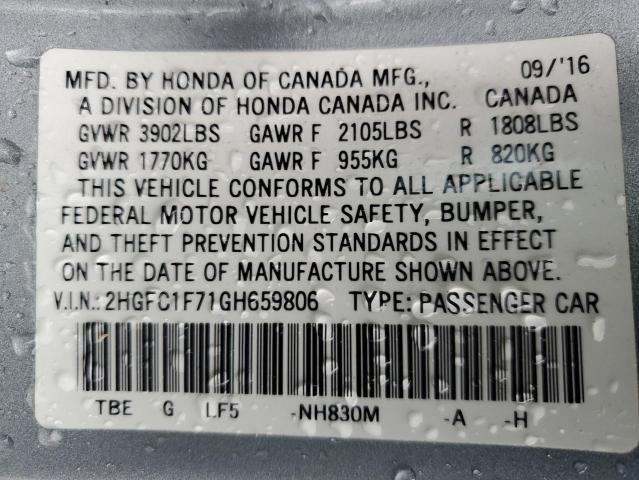 MFD. BY HONDA OF CANADA MFG., 09/'16
A DIVISION OF HONDA CANADA INC. CANADA
GVWR 3902LBS GAWR F 2105LBS R 1808LBS
GVWR 1770KG GAWR F 955KG R 820KG
THIS VEHICLE CONFORMS TO ALL APPLICABLE
FEDERAL MOTOR VEHICLE SAFETY, BUMPER,
AND THEFT PREVENTION STANDARDS IN EFFECT
ON THE DATE OF MANUFACTURE SHOWN ABOVE.
V.I.N.: 2HGFC1F71GH659806 TYPE: PASSENGER CAR
TBE G LF5 -NH830M -A -H